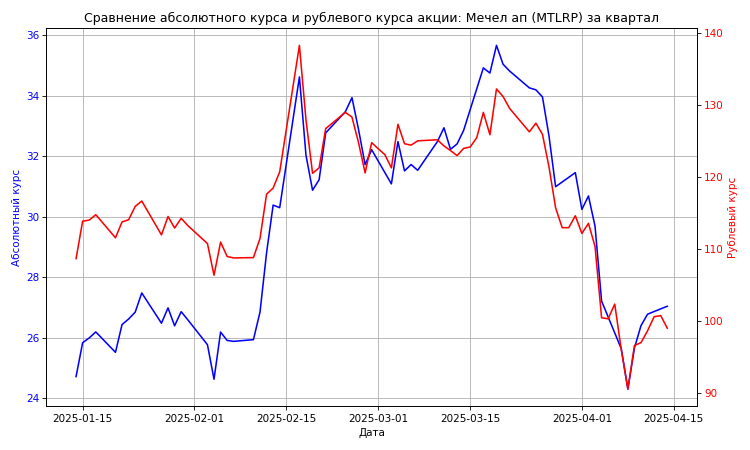 Сравнение абсолютного курса и рублевого курса акции: Мечел ап (MTLRP) за квартал
Абсолютный курс
36
34
32
30
28
26
24
140
130
120
110
100
90
Рублевый курс
2025-01-15 2025-02-01 2025-02-15 2025-03-01 2025-03-15 2025-04-01 2025-04-15
Дата